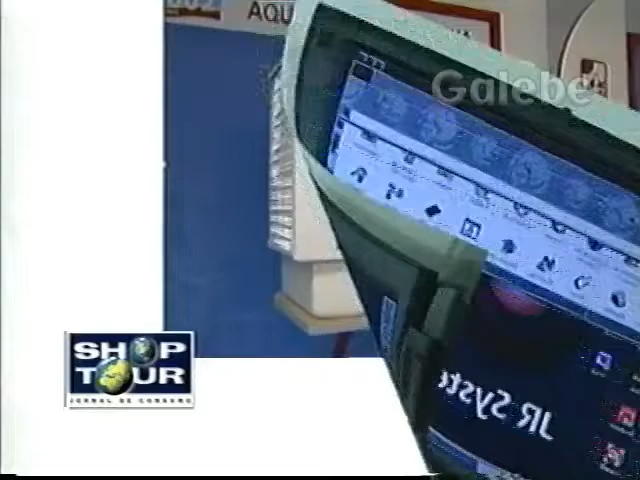 AQU
Galebe
SHOP
TOUR
JORNAL DE CONSUMO
JR Syste